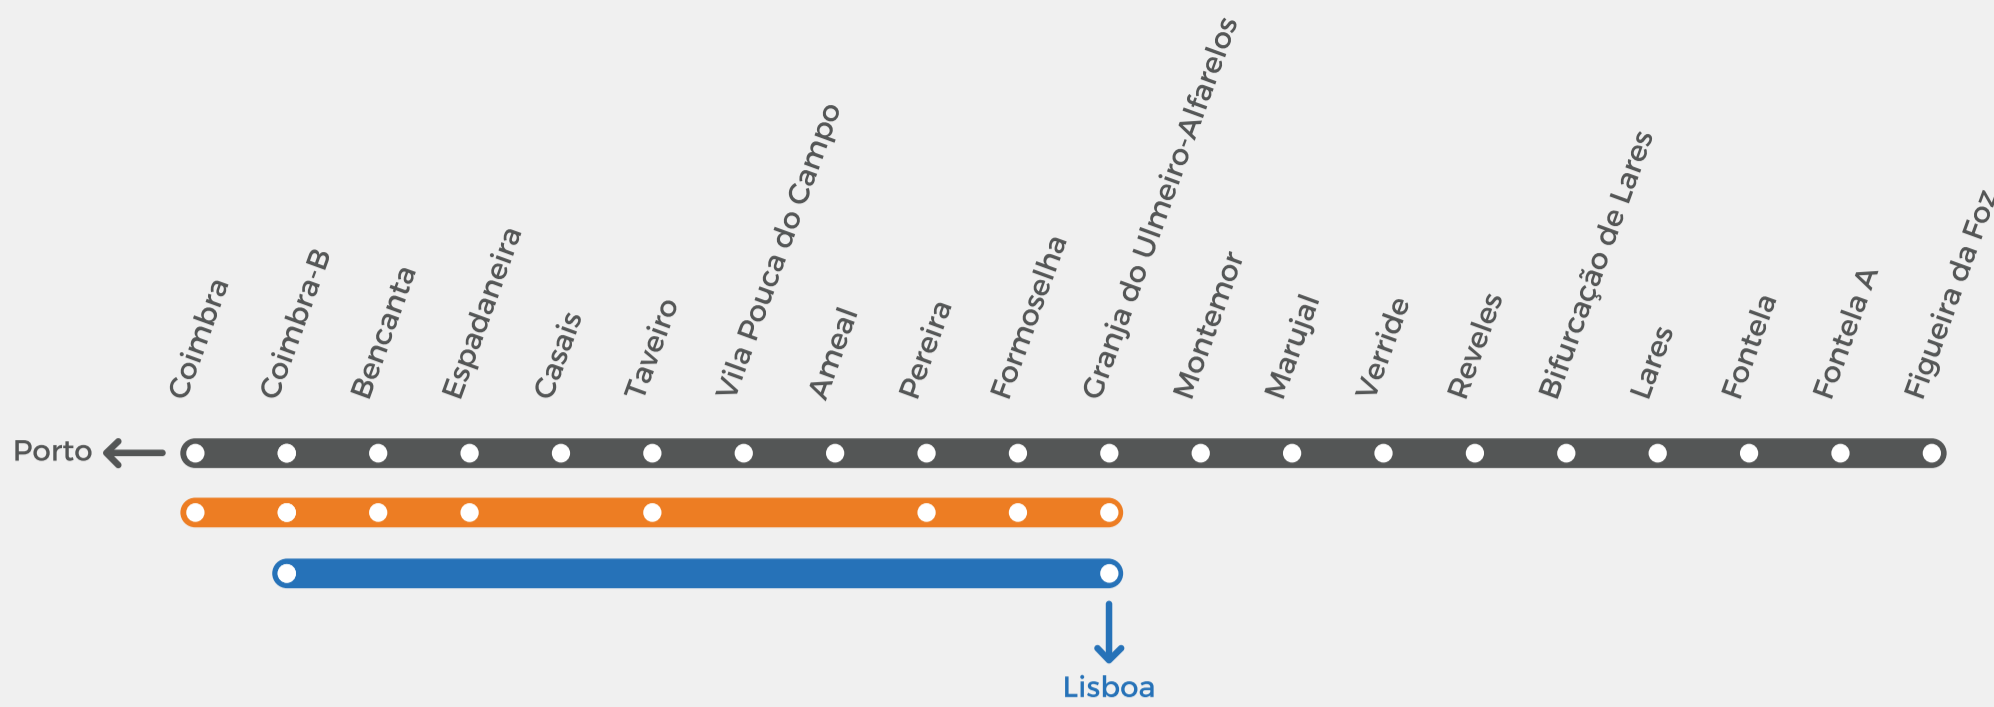 Coimbra
Coimbra-B
Bencanta
Espadaneira
Casais
Taveiro
Vila Pouca do Campo
Ameal
Pereira
Formoselha
Granja do Ulmeiro-Alfarelos
Montemor
Marujal
Verride
Reveles
Bifurcação de Lares
Lares
Fontela
Fontela A
Figueira da Foz
Porto
Lisboa